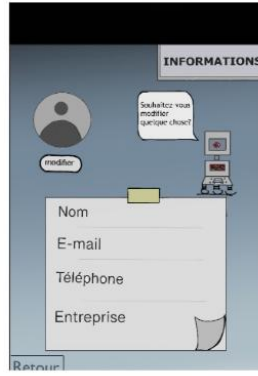 INFORMATIONS
Souhaitez vous
modifier
quelque chose?
modifier
Nom
E-mail
Téléphone
Entreprise
Retour